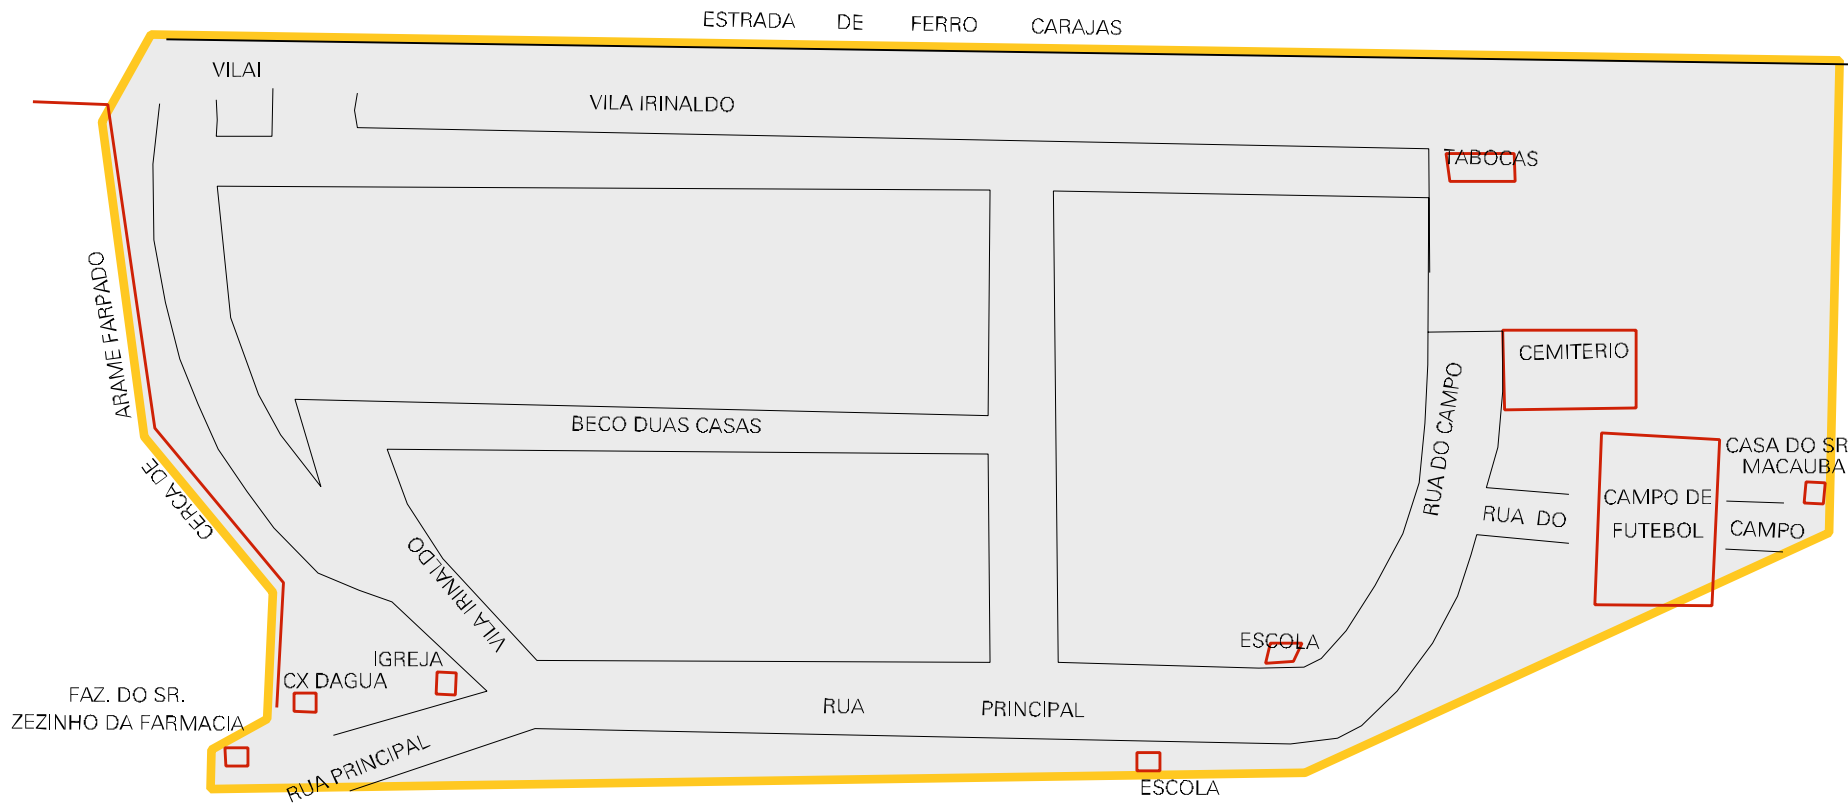 ESTRADA DE FERRO CARAJAS
VILAI
VILA IRINALDO
TABOCAS
ARAME FARPADO
CERCA DE
CEMITERIO
BECO DUAS CASAS
RUA DO CAMPO
CASA DO SR
MACAUBA
CAMPO DE
FUTEBOL
RUA DO
CAMPO
VILA IRINALDO
ESCOLA
IGREJA
CX DAGUA
FAZ. DO SR.
ZEZINHO DA FARMACIA
RUA PRINCIPAL
RUA PRINCIPAL
ESCOLA